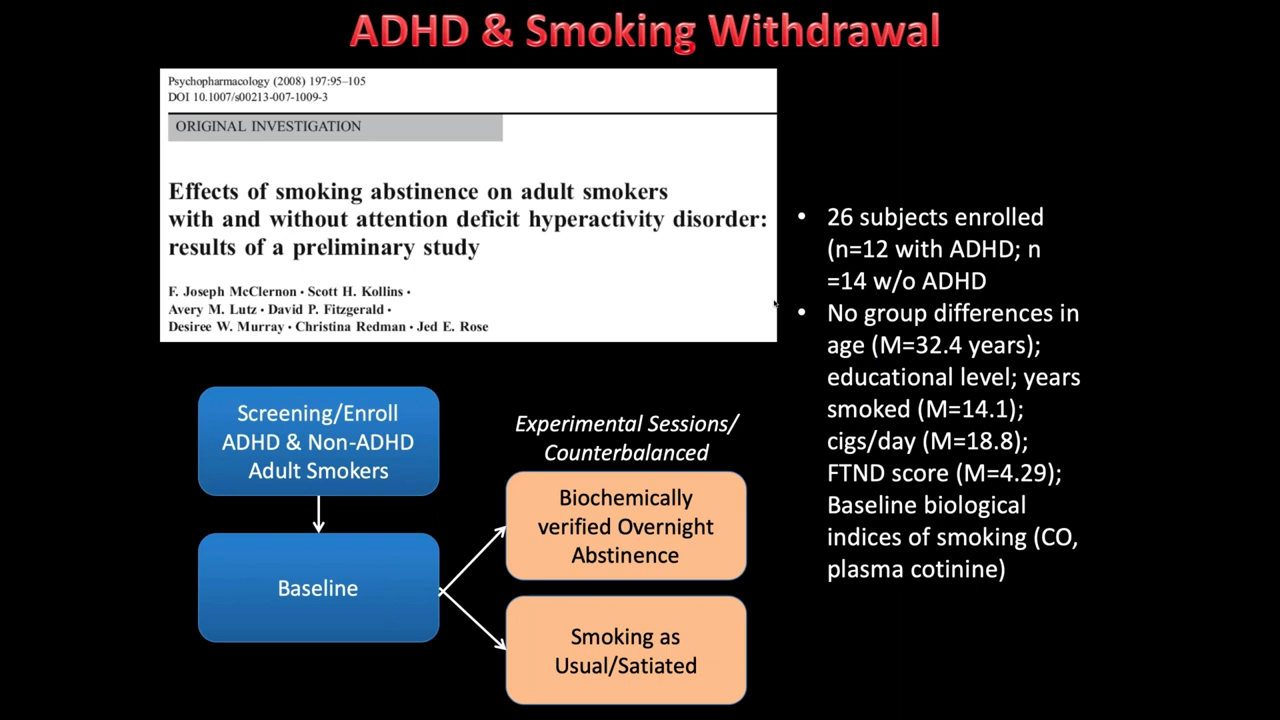 ADHD & Smoking Withdrawal
Psychopharmacology (2008) 197:95–105
DOI 10.1007/s00213-007-1009-3
ORIGINAL INVESTIGATION
Effects of smoking abstinence on adult smokers
with and without attention deficit hyperactivity disorder:
results of a preliminary study
F. Joseph McClernon · Scott H. Kollins ·
Avery M. Lutz · David P. Fitzgerald ·
Desiree W. Murray · Christina Redman · Jed E. Rose
Screening/Enroll
ADHD & Non-ADHD
Adult Smokers
Baseline
Experimental Sessions/
Counterbalanced
Biochemically
verified Overnight
Abstinence
Smoking as
Usual/Satiated
• 26 subjects enrolled
(n=12 with ADHD; n
=14 w/o ADHD
• No group differences in
age (M=32.4 years);
educational level; years
smoked (M=14.1);
cigs/day (M=18.8);
FTND score (M=4.29);
Baseline biological
indices of smoking (CO,
plasma cotinine)